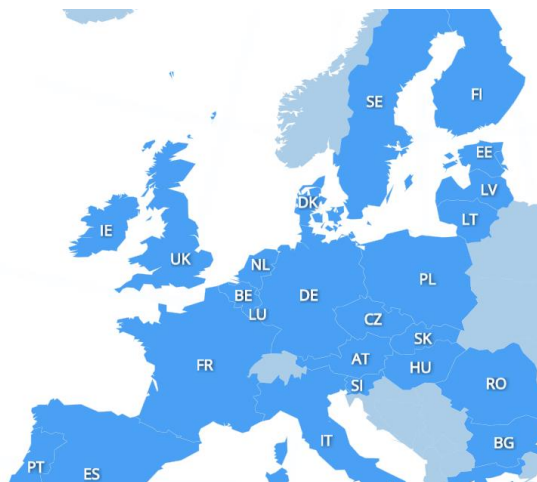 SE
FI
EE
LV
LT
DK
IE
UK
NL
BE
LU
DE
PL
CZ
SK
AT
HU
SI
FR
RO
IT
BG
PT
ES